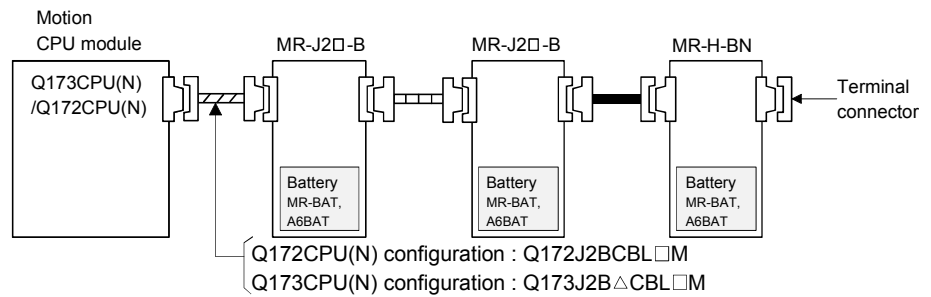 Motion
CPU module
MR-J2□-B
MR-J2□-B
MR-H-BN
Q173CPU(N)
/Q172CPU(N)
Terminal
connector
Battery
MR-BAT,
A6BAT
Battery
MR-BAT,
A6BAT
Battery
MR-BAT,
A6BAT
Q172CPU(N) configuration : Q172J2BCBL□M
Q173CPU(N) configuration : Q173J2B△CBL□M